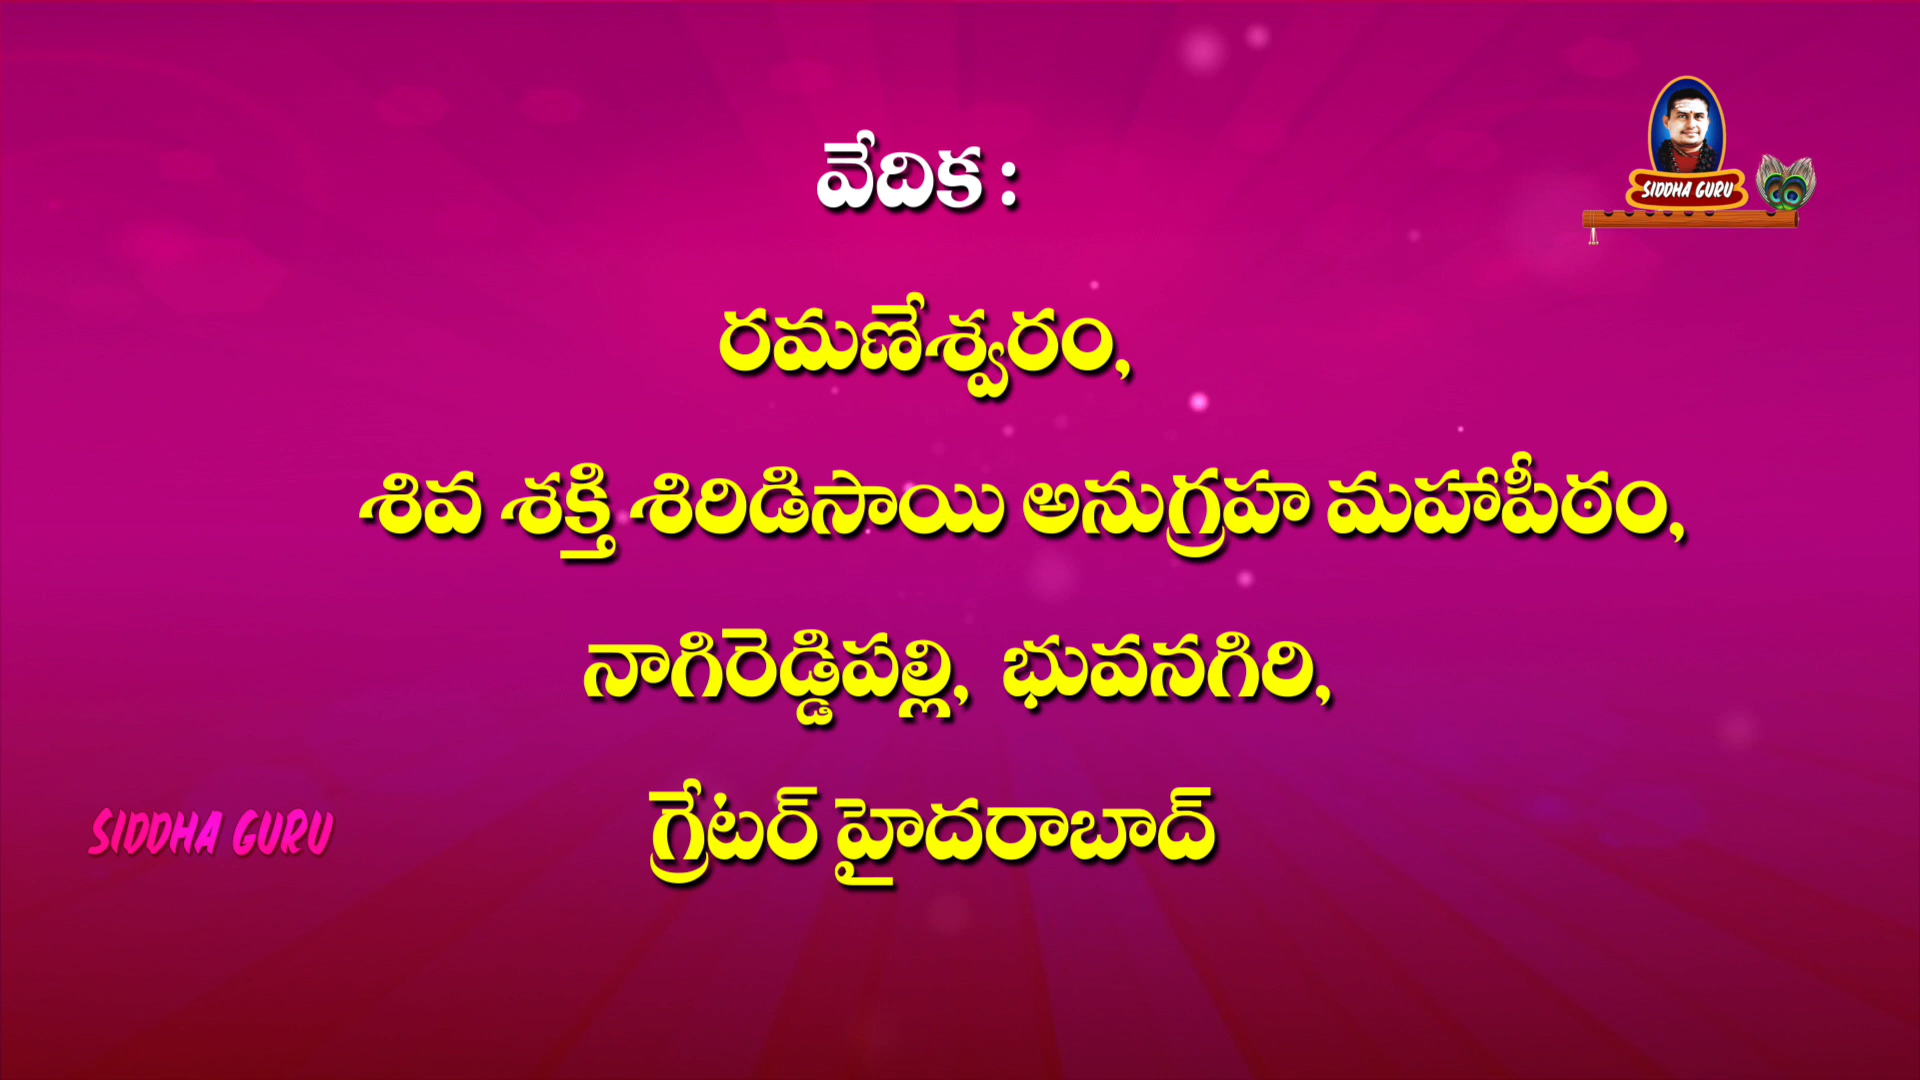 వేదిక :
SIDDHA GURU
రమణేశ్వరం,
శివ శక్తి శిరిడిసాయి అనుగ్రహ మహాపీఠం,
నాగిరెడ్డిపల్లి, భువనగిరి,
గ్రేటర్ హైదరాబాద్
SIDDHA GURU